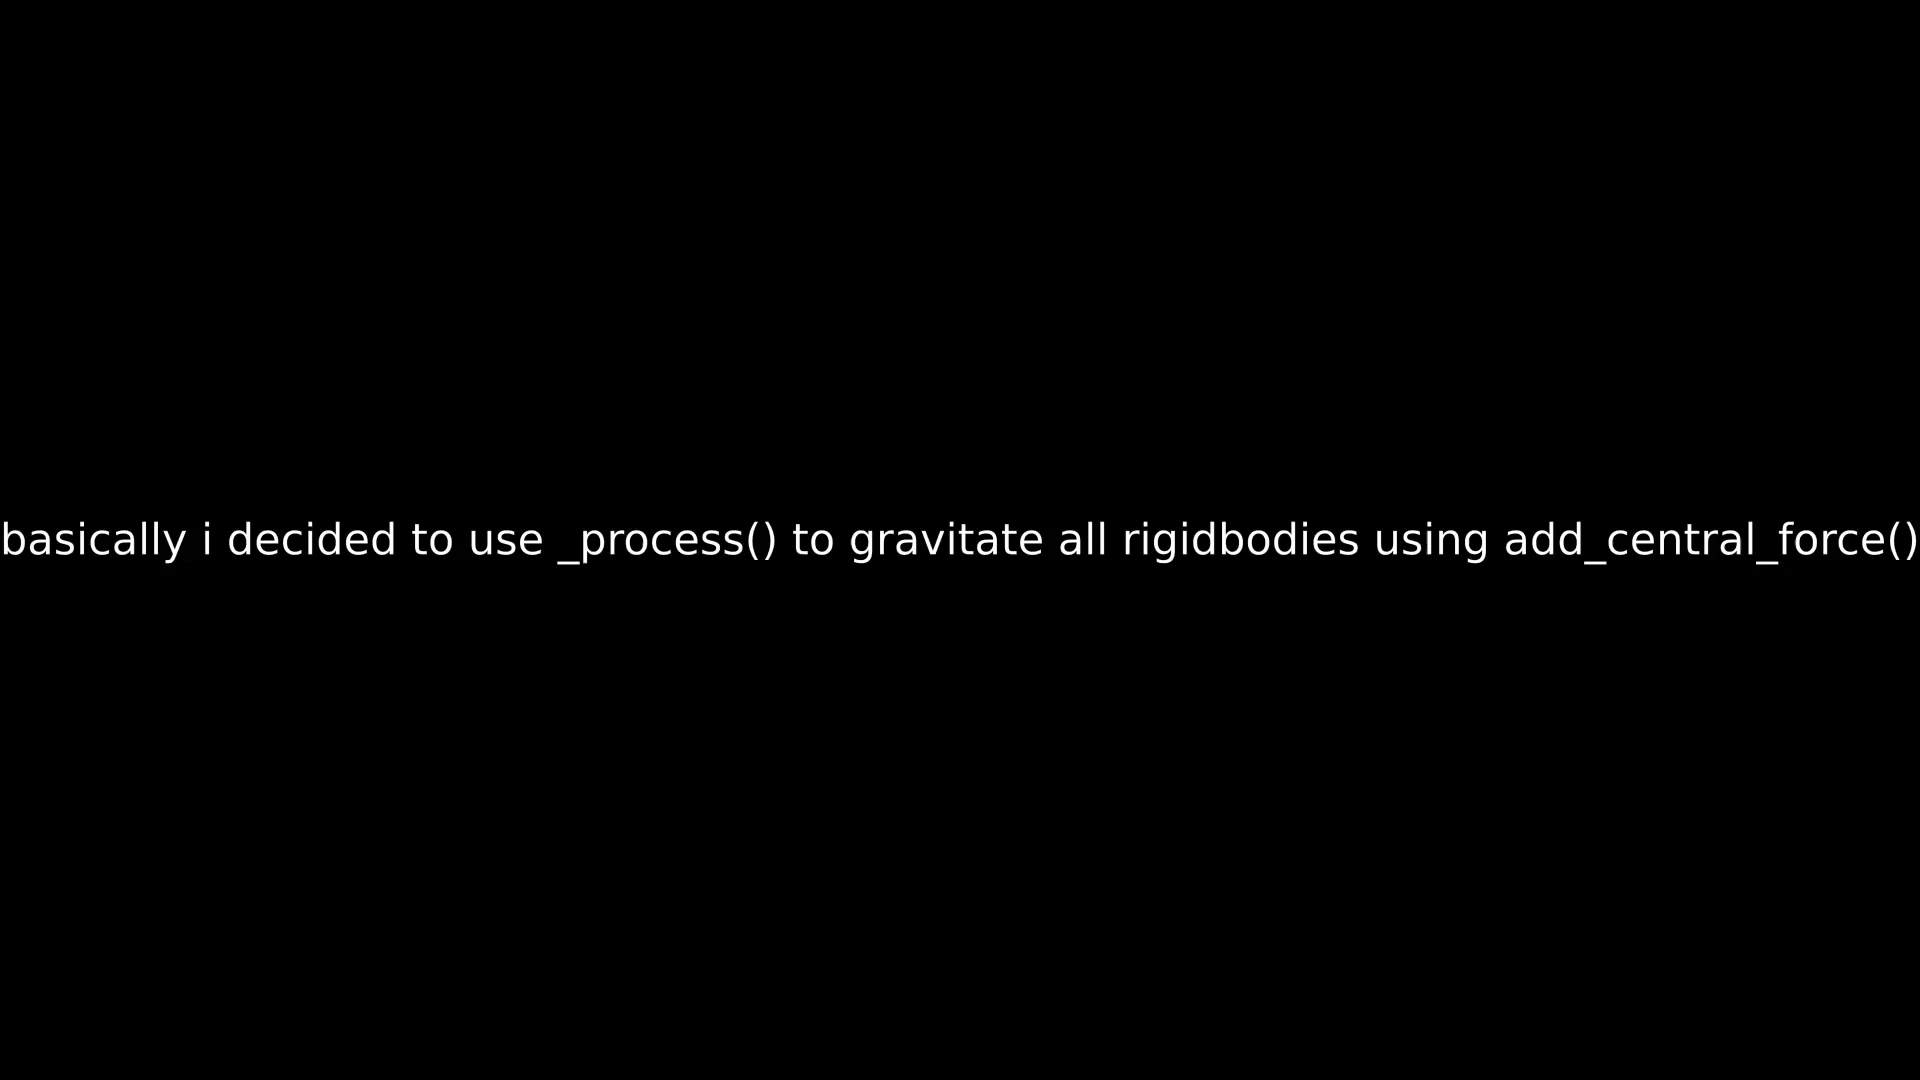 basically i decided to use _process() to gravitate all rigidbodies using add_central_force()